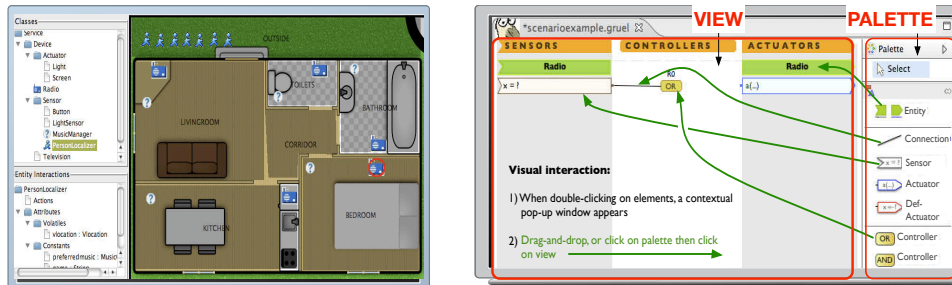 Classes
Service
Device
Actuator
Light
Screen
Radio
Sensor
Button
LightSensor
MusicManager
PersonLocalizer
Television
Entity Interactions
PersonLocalizer
Actions
Attributes
Volatiles
vlocation : Vlocation
Constants
preferredmusic : Music
OUTSIDE
TOILETS
BATHROOM
LIVINGROOM
CORRIDOR
KITCHEN
BEDROOM
VIEW
PALETTE
*scenarioexample.gruel
SENSORS CONTROLLERS ACTUATORS
Radio
R0
Radio
x = ?
OR
a(...)
Visual interaction:
1) When double-clicking on elements, a contextual
pop-up window appears
2) Drag-and-drop, or click on palette then click
on view
Palette
Select
Entity
Connection
x = ? Sensor
a(...) Actuator
Def-
Actuator
OR Controller
AND Controller